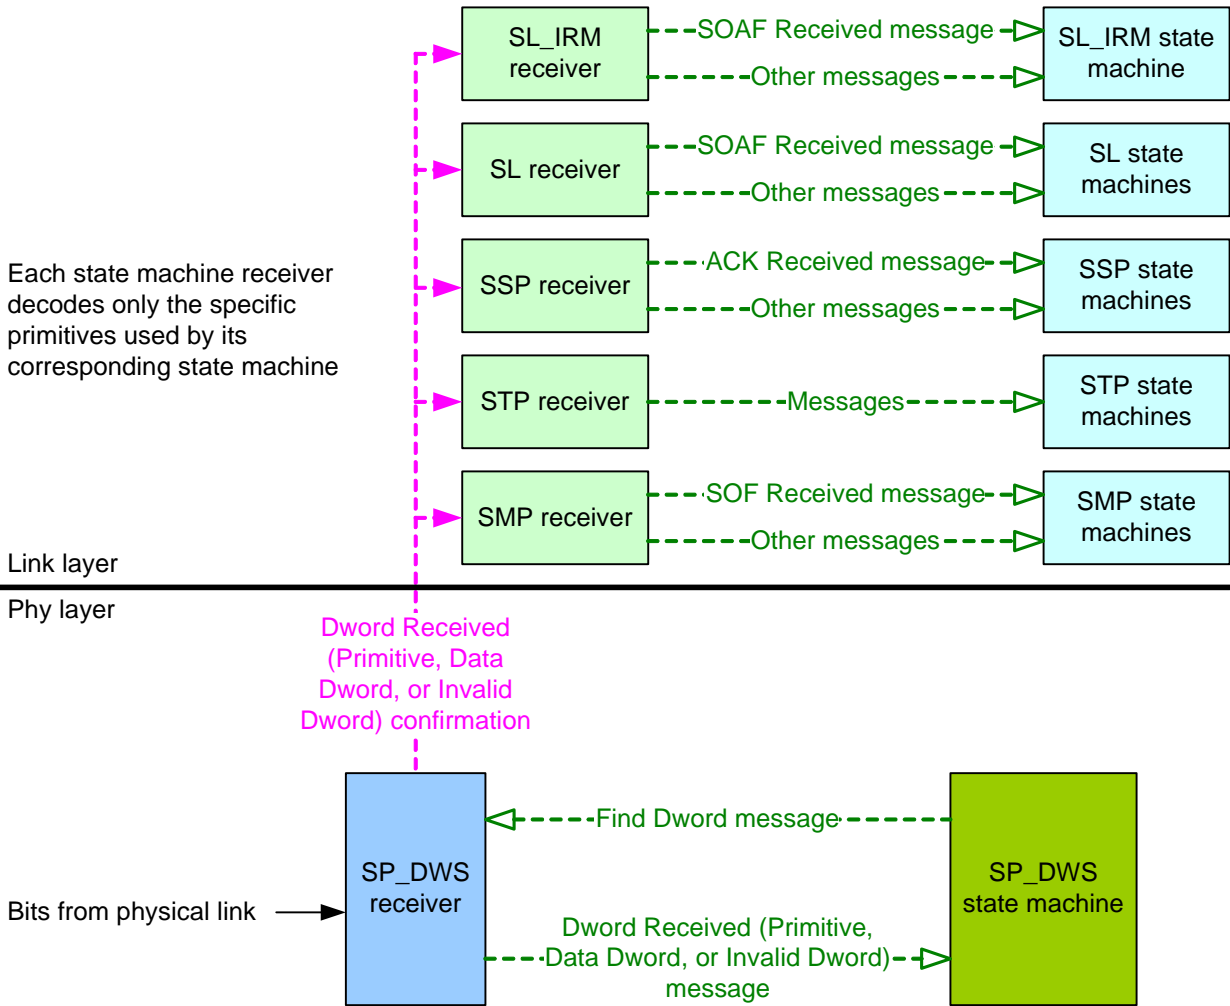 SL_IRM
receiver
SOAF Received message
Other messages
SL_IRM state
machine
SL receiver
SOAF Received message
Other messages
SL state
machines
Each state machine receiver
decodes only the specific
primitives used by its
corresponding state machine
SSP receiver
ACK Received message
Other messages
SSP state
machines
STP receiver
Messages
STP state
machines
SMP receiver
SOF Received message
Other messages
SMP state
machines
Link layer
Phy layer
Dword Received
(Primitive, Data
Dword, or Invalid
Dword) confirmation
Bits from physical link
SP_DWS
receiver
Find Dword message
Dword Received (Primitive,
Data Dword, or Invalid Dword)
message
SP_DWS
state machine